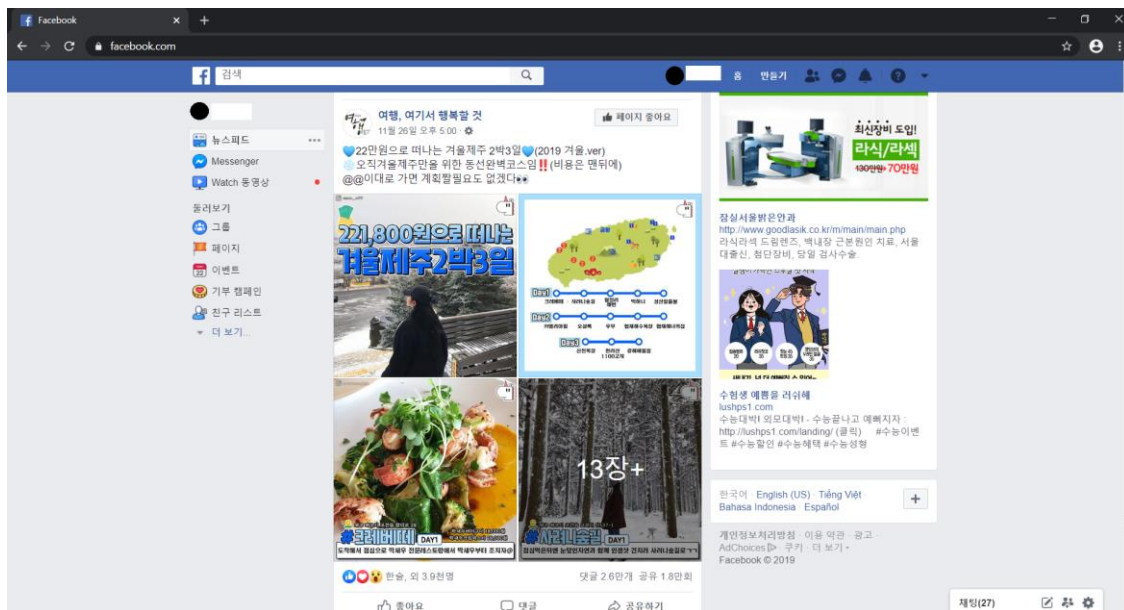 Facebook
facebook.com
검색
홈
만들기
뉴스피드
Messenger
Watch 동영상
둘러보기
그룹
페이지
이벤트
기부 캠페인
친구 리스트
더 보기...
여행, 여기서 행복할 것
11월 26일 오후 5:00
페이지 좋아요
💙22만원으로 떠나는 겨울제주 2박3일💙(2019 겨울.ver)
오직겨울제주만을 위한 동선완벽코스임‼(비용은 맨뒤에)
@@이대로 가면 계획짤필요도 없겠다👀
221,800원으로 떠나는
겨울제주2박3일
Day1
Day2
Day3
1100고지
#크레베떼 DAY1
13장+
#사려니숲길 DAY1
한슬, 외 3.9천명
댓글 2.6만개 공유 1.8만회
좋아요
댓글
공유하기
최신장비 도입!
라식/라섹
130만원→70만원
잠실서울밝은안과
http://www.goodlasik.co.kr/m/main/main.php
라식라섹 드림렌즈, 백내장 근본원인 치료, 서울
대출신, 첨단장비, 당일 검사수술.
수험생 예쁨을 러쉬해
lushps1.com
수능대박! 외모대박! - 수능끝나고 예뻐지자 :
http://lushps1.com/landing/ (클릭) #수능이벤
트 #수능할인 #수능혜택 #수능성형
한국어 · English (US) · Tiếng Việt ·
Bahasa Indonesia · Español
개인정보처리방침 · 이용 약관 · 광고 ·
AdChoices · 쿠키 · 더 보기
Facebook © 2019
채팅(27)